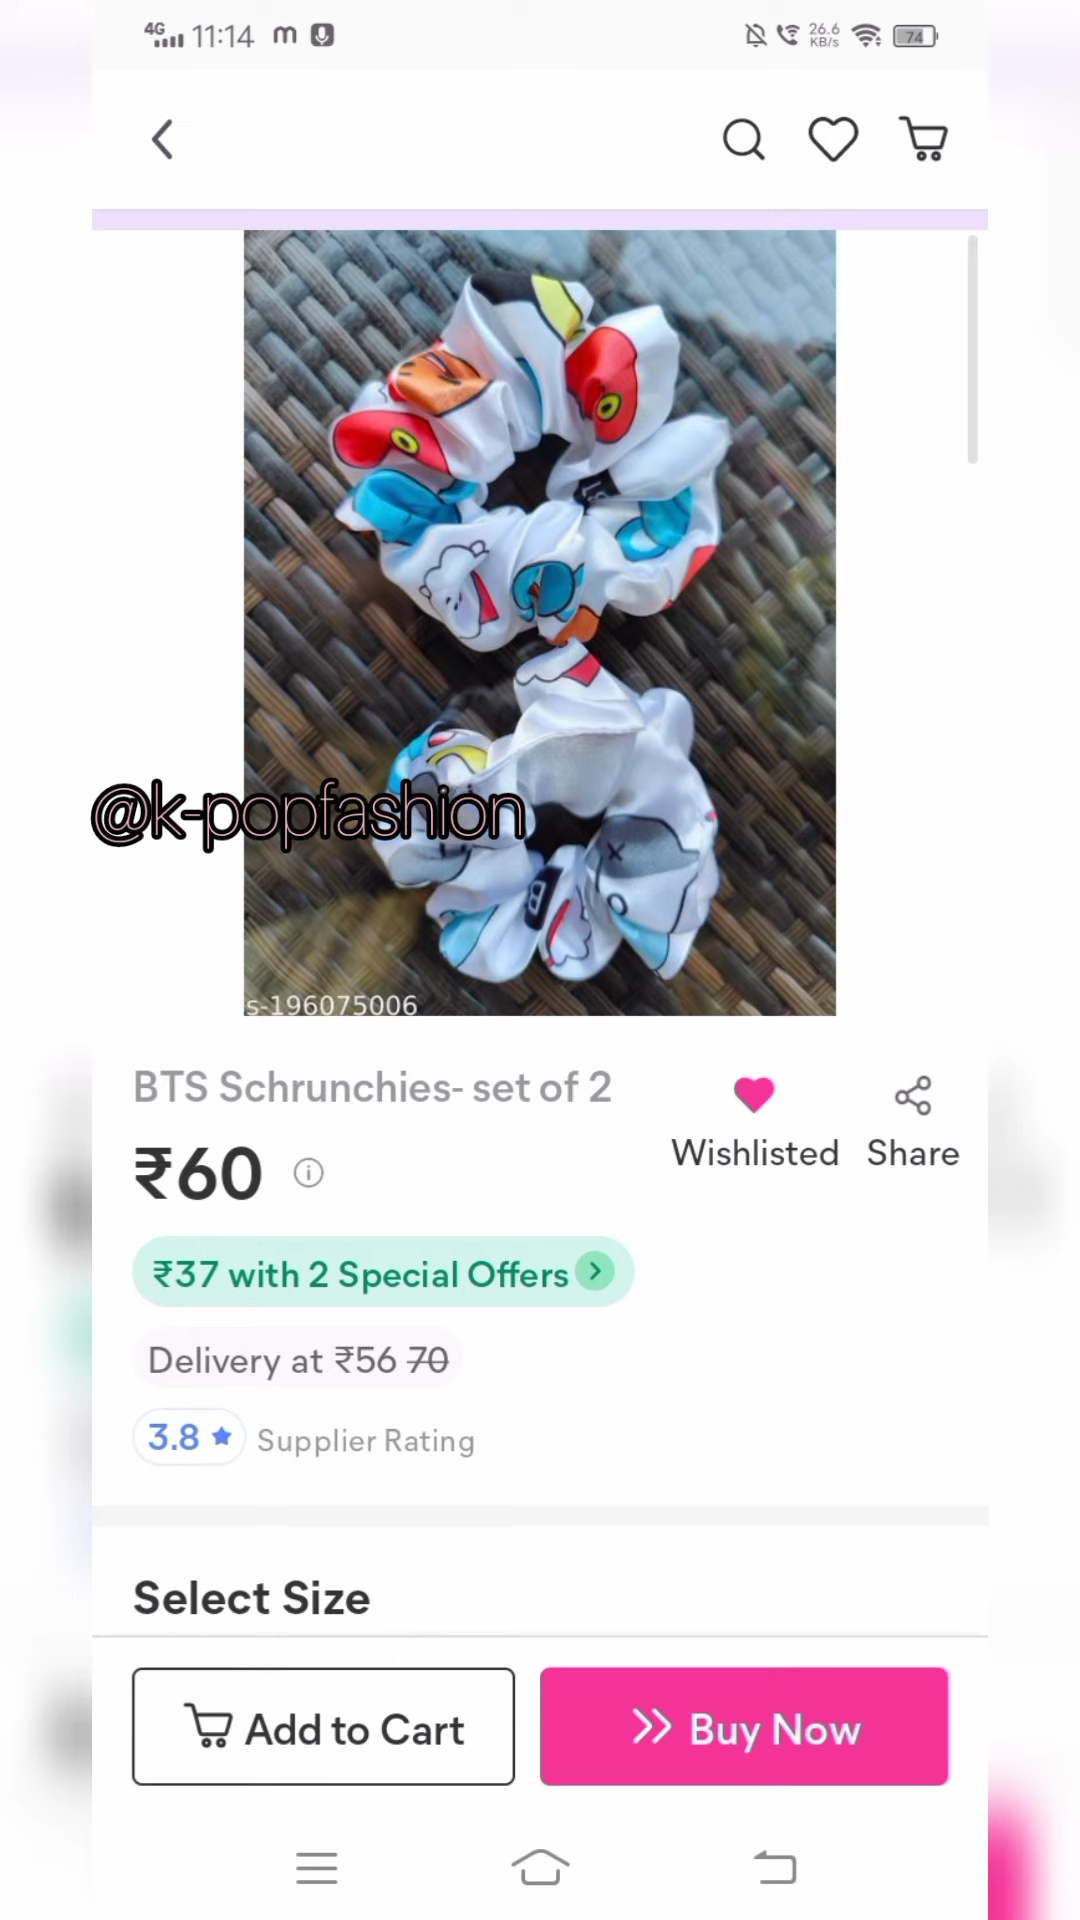 4G 11:14 m 26.6 KB/s 74
@k-popfashion
s-196075006
BTS Schrunchies- set of 2
Wishlisted Share
₹60
₹37 with 2 Special Offers
Delivery at ₹56 70
3.8 Supplier Rating
Select Size
Add to Cart Buy Now